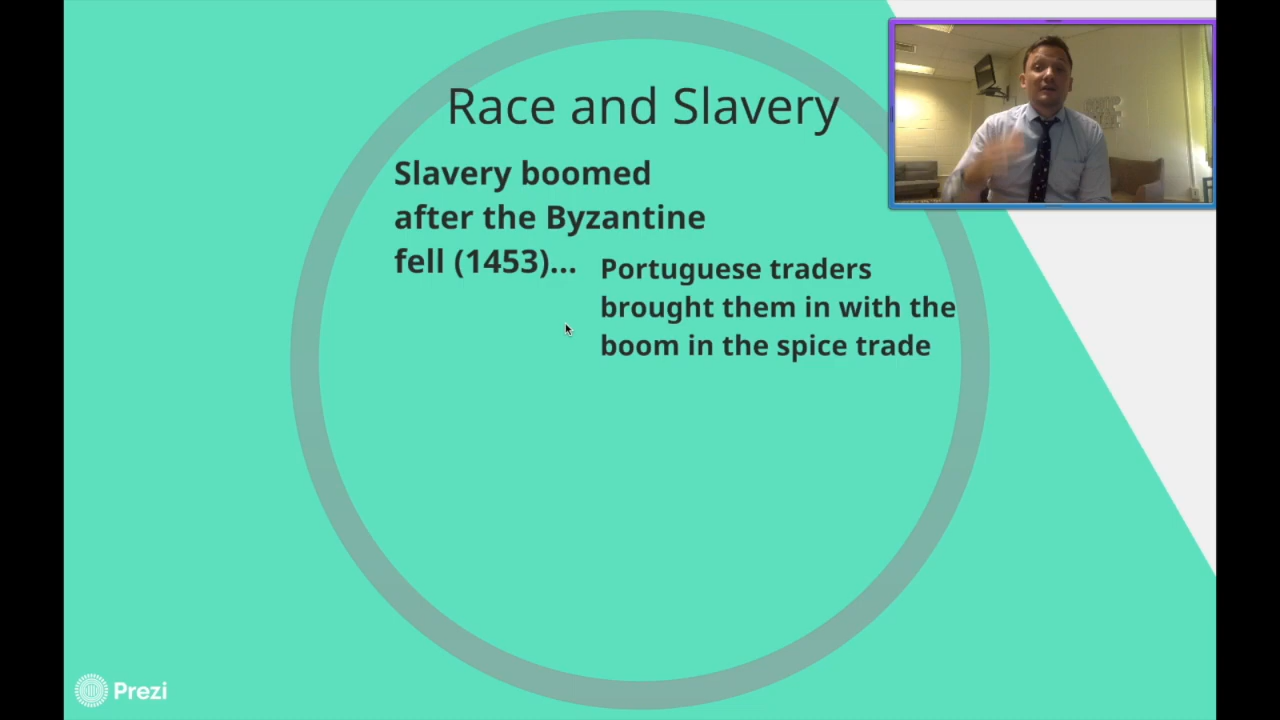 Race and Slavery
Slavery boomed
after the Byzantine
fell (1453)...
Portuguese traders
brought them in with the
boom in the spice trade
Prezi